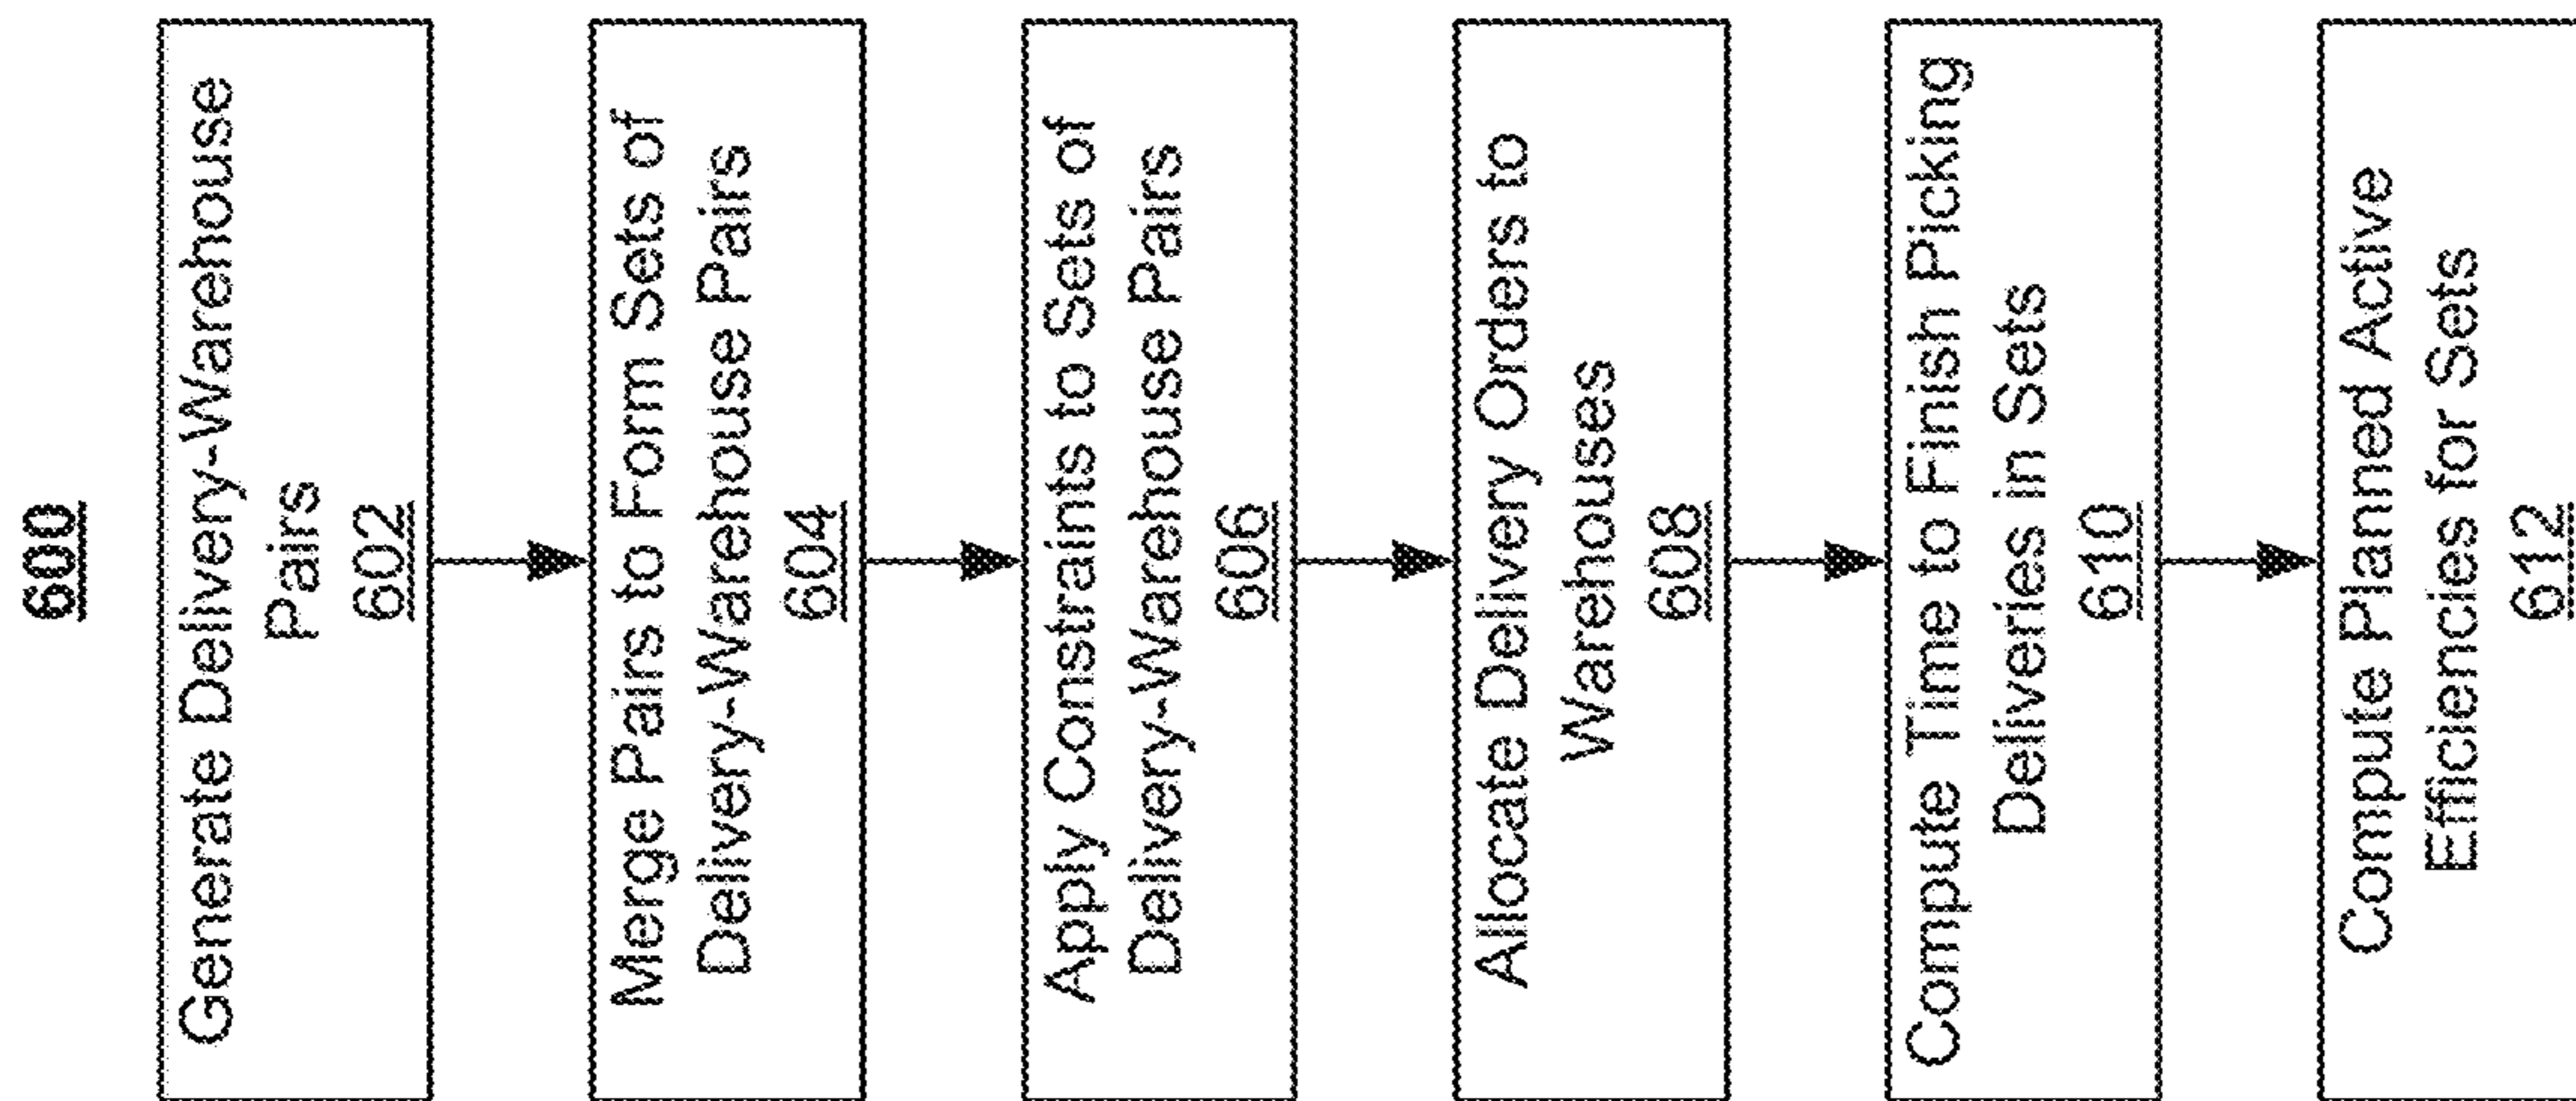 600
Generate Delivery-Warehouse
Pairs
602
Merge Pairs to Form Sets of
Delivery-Warehouse Pairs
604
Apply Constraints to Sets of
Delivery-Warehouse Pairs
606
Allocate Delivery Orders to
Warehouses
608
Compute Time to Finish Picking
Deliveries in Sets
610
Compute Planned Active
Efficiencies for Sets
612